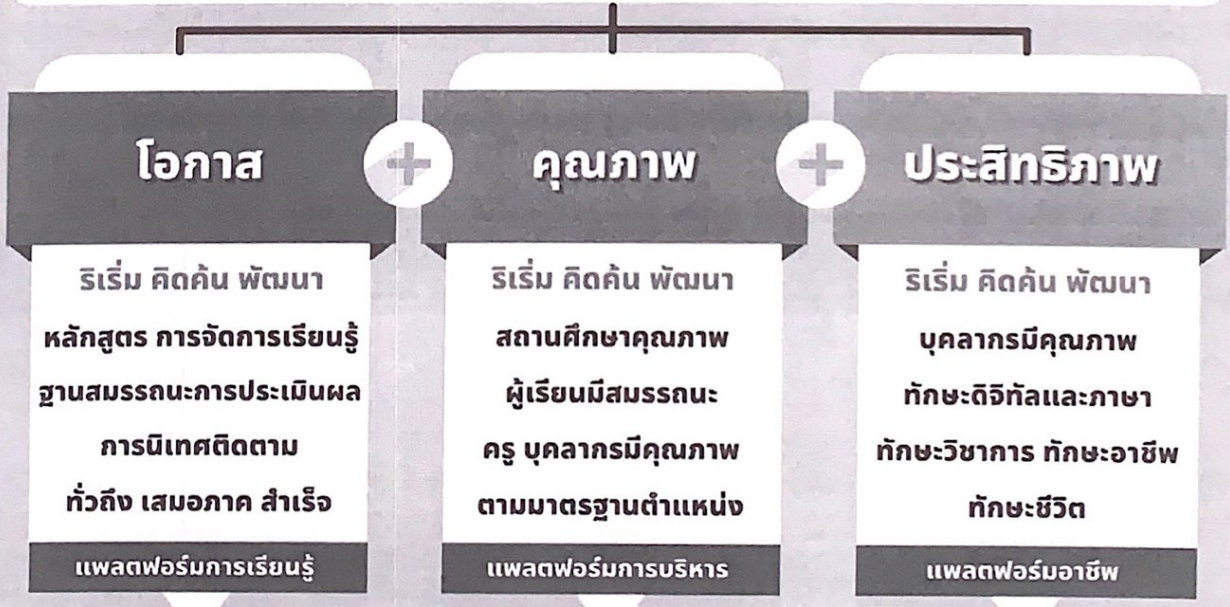 โอกาส
ริเริ่ม คิดค้น พัฒนา
หลักสูตร การจัดการเรียนรู้
ฐานสมรรถนะการประเมินผล
การนิเทศติดตาม
ทั่วถึง เสมอภาค สำเร็จ
แพลตฟอร์มการเรียนรู้
+
คุณภาพ
ริเริ่ม คิดค้น พัฒนา
สถานศึกษาคุณภาพ
ผู้เรียนมีสมรรถนะ
ครู บุคลากรมีคุณภาพ
ตามมาตรฐานตำแหน่ง
แพลตฟอร์มการบริหาร
+
ประสิทธิภาพ
ริเริ่ม คิดค้น พัฒนา
บุคลากรมีคุณภาพ
ทักษะดิจิทัลและภาษา
ทักษะวิชาการ ทักษะอาชีพ
ทักษะชีวิต
แพลตฟอร์มอาชีพ